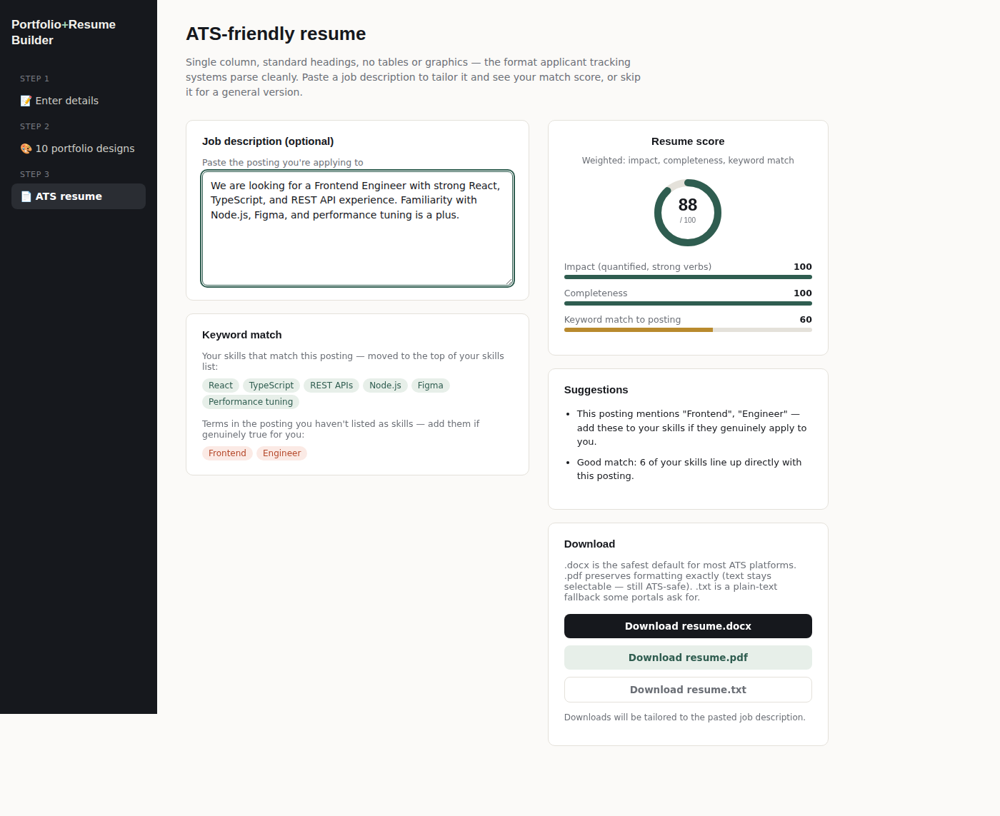 Portfolio+Resume
Builder
STEP 1
📝 Enter details
STEP 2
🎨 10 portfolio designs
STEP 3
📄 ATS resume
ATS-friendly resume
Single column, standard headings, no tables or graphics — the format applicant tracking
systems parse cleanly. Paste a job description to tailor it and see your match score, or skip
it for a general version.
Job description (optional)
Paste the posting you're applying to
We are looking for a Frontend Engineer with strong React,
TypeScript, and REST API experience. Familiarity with
Node.js, Figma, and performance tuning is a plus.
Keyword match
Your skills that match this posting — moved to the top of your skills
list:
React TypeScript REST APIs Node.js Figma
Performance tuning
Terms in the posting you haven't listed as skills — add them if
genuinely true for you:
Frontend Engineer
Resume score
Weighted: impact, completeness, keyword match
88
/ 100
Impact (quantified, strong verbs) 100
Completeness 100
Keyword match to posting 60
Suggestions
• This posting mentions "Frontend", "Engineer" —
add these to your skills if they genuinely apply to
you.
• Good match: 6 of your skills line up directly with
this posting.
Download
.docx is the safest default for most ATS platforms.
.pdf preserves formatting exactly (text stays
selectable — still ATS-safe). .txt is a plain-text
fallback some portals ask for.
Download resume.docx
Download resume.pdf
Download resume.txt
Downloads will be tailored to the pasted job description.